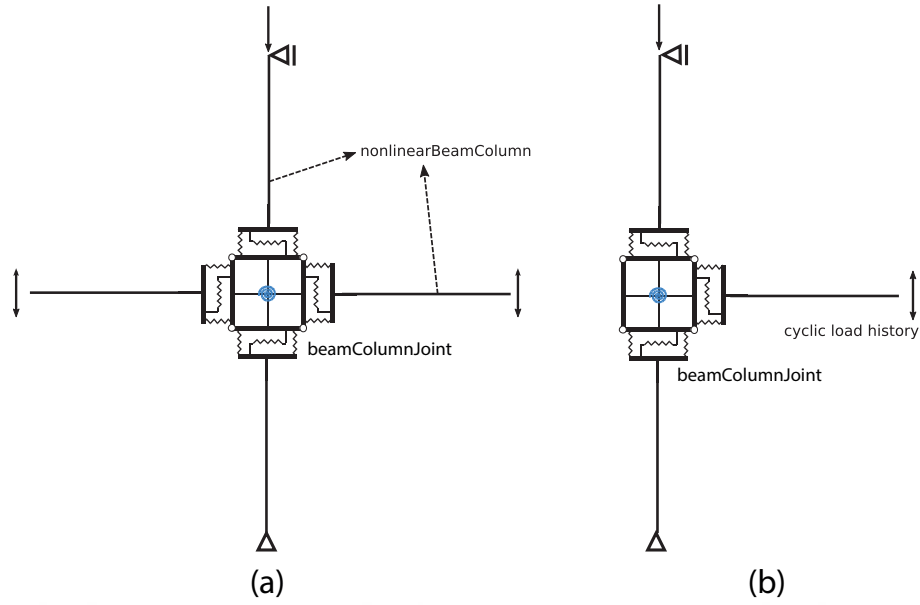 nonlinearBeamColumn
cyclic load history
beamColumnJoint
beamColumnJoint
(a)
(b)